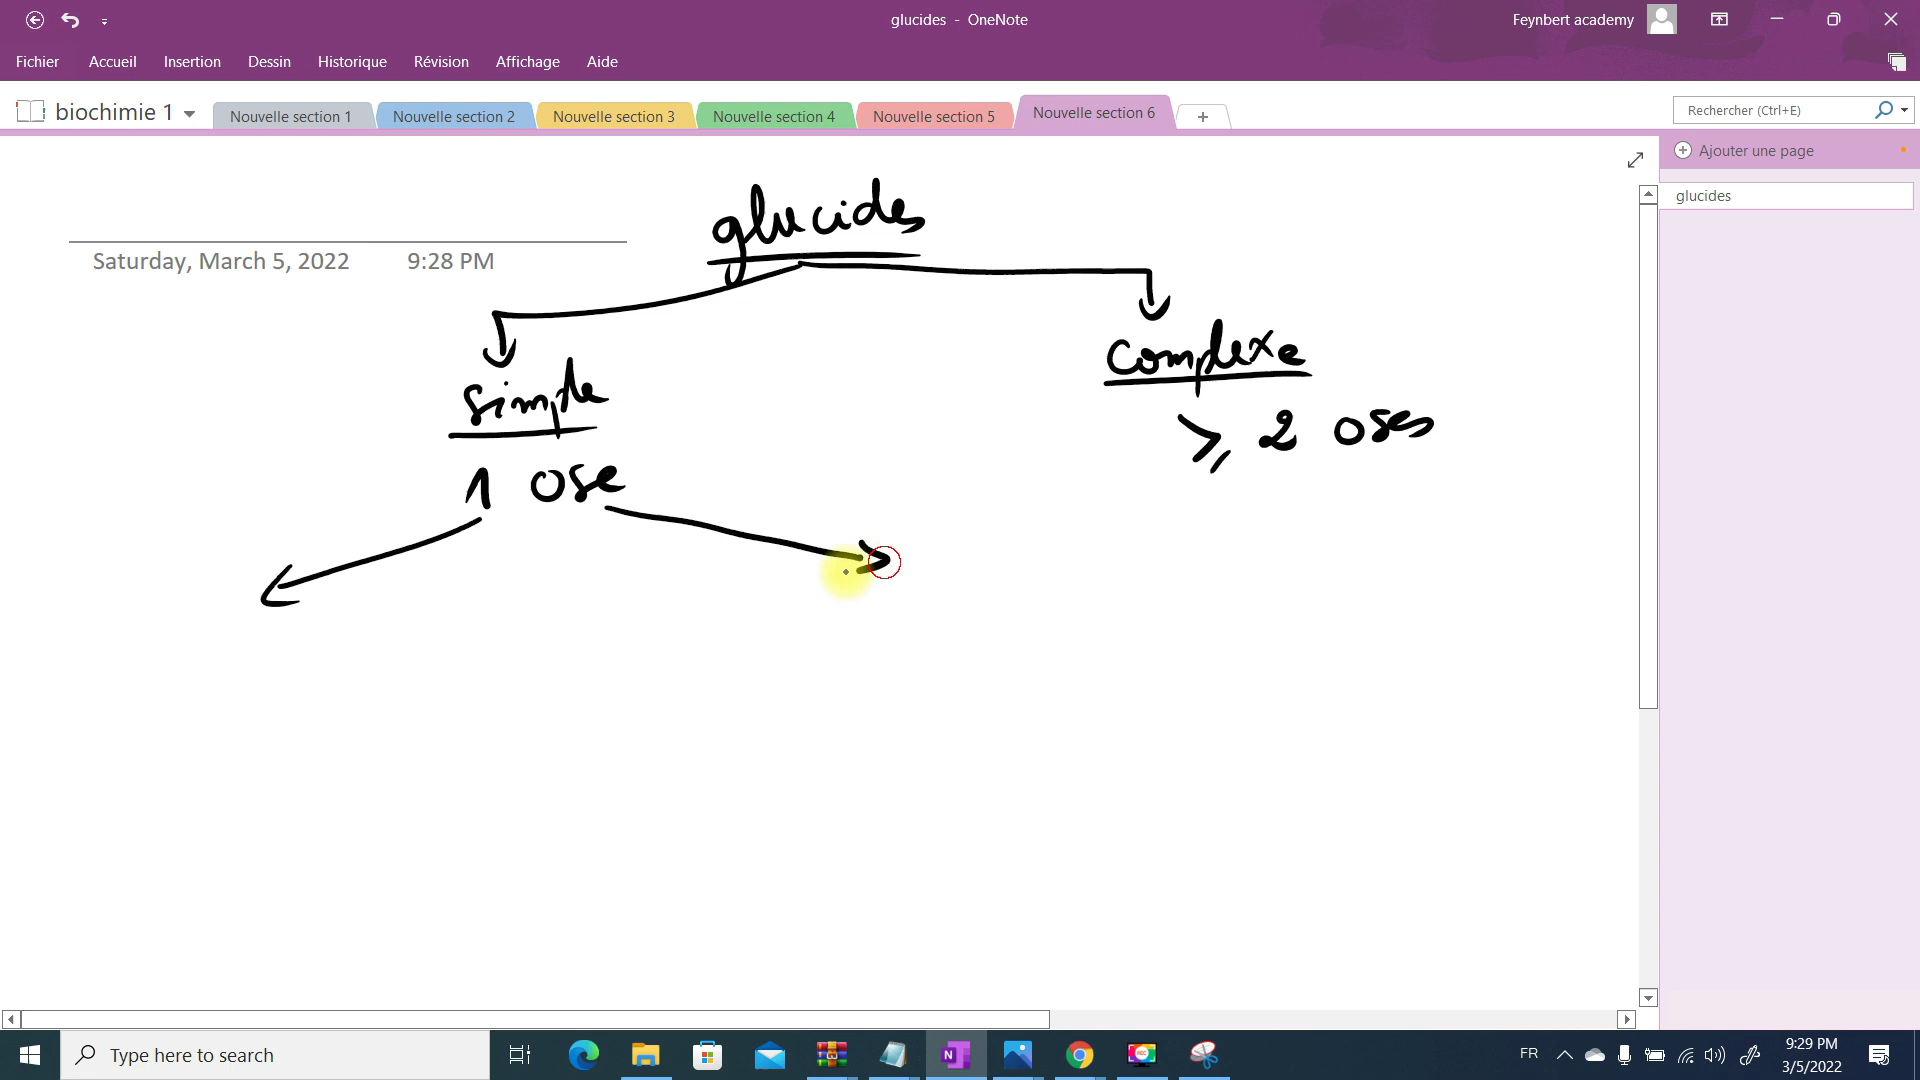 glucides - OneNote
Feynbert academy
Fichier Accueil Insertion Dessin Historique Révision Affichage Aide
biochimie 1
Nouvelle section 1
Nouvelle section 2
Nouvelle section 3
Nouvelle section 4
Nouvelle section 5
Nouvelle section 6
+
Rechercher (Ctrl+E)
Ajouter une page
glucides
Saturday, March 5, 2022 9:28 PM
glucides
simple
1 ose
complexe
⩾ 2 oses
Type here to search
FR
9:29 PM
3/5/2022